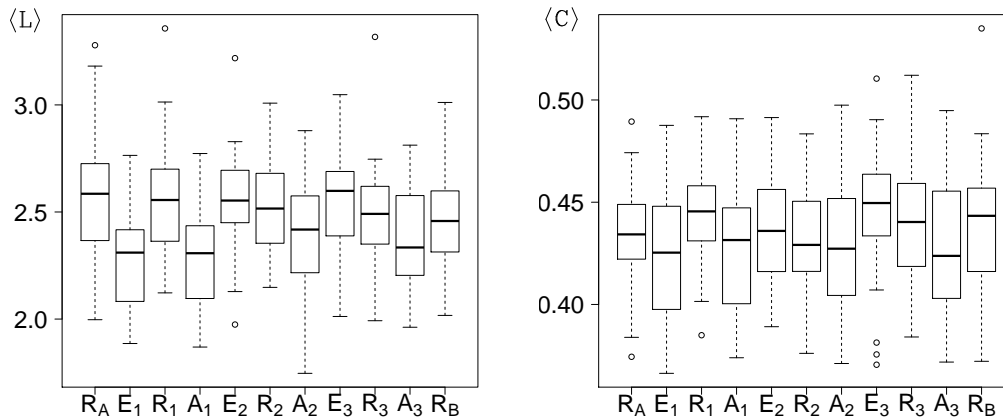 ⟨L⟩
3.0
2.5
2.0
R_A E_1 R_1 A_1 E_2 R_2 A_2 E_3 R_3 A_3 R_B
⟨C⟩
0.50
0.45
0.40
R_A E_1 R_1 A_1 E_2 R_2 A_2 E_3 R_3 A_3 R_B